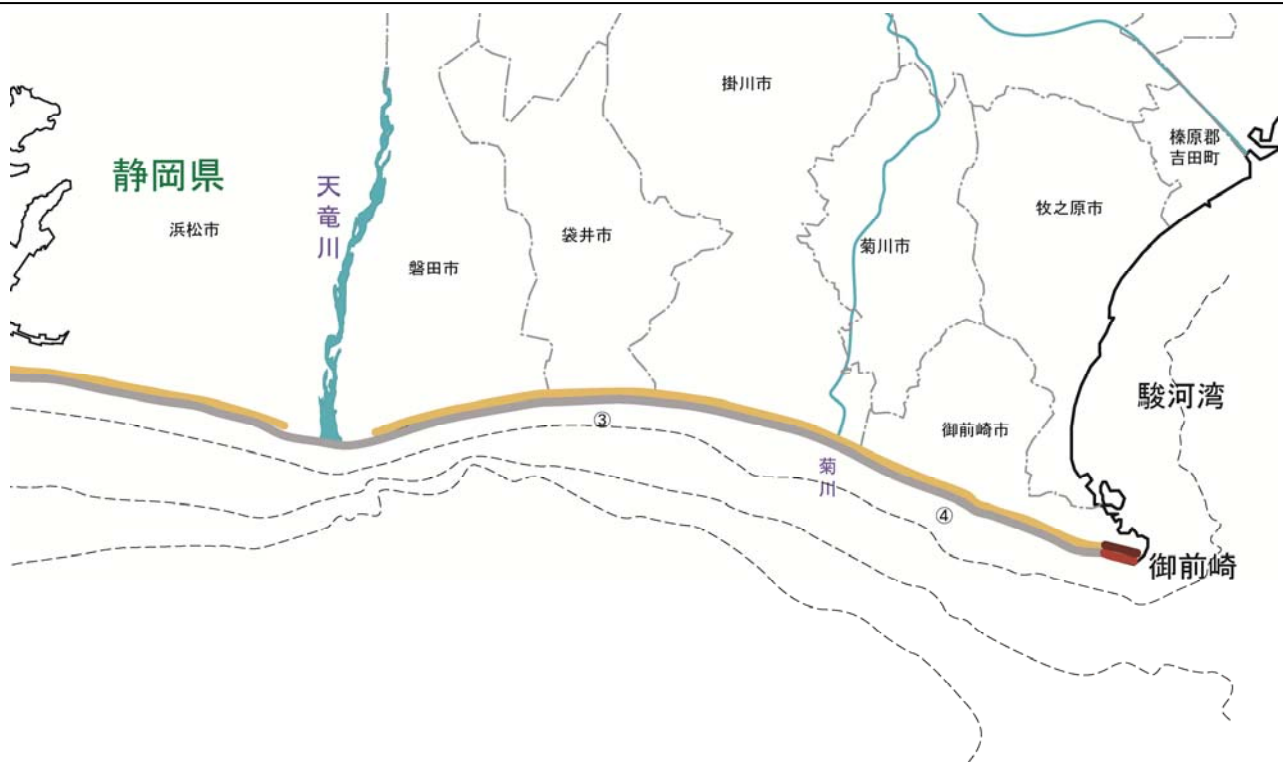 掛川市
榛原郡
吉田町
静岡県
天竜川
浜松市
磐田市
袋井市
菊川市
牧之原市
駿河湾
③
御前崎市
菊川
④
御前崎